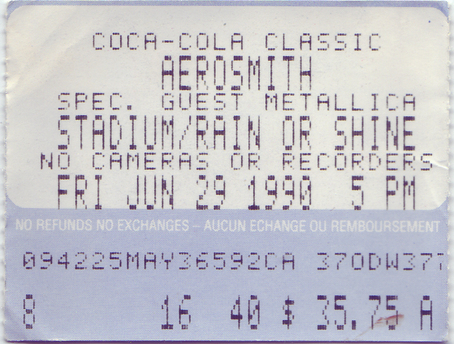 COCA-COLA CLASSIC
AEROSMITH
SPEC. GUEST METALLICA
STADIUM/RAIN OR SHINE
NO CAMERAS OR RECORDERS
FRI JUN 29 1990 5 PM
NO REFUNDS NO EXCHANGES – AUCUN ECHANGE OU REMBOURSEMENT
094225MAY36592CA 370DW377
8 16 40 $ 35.75 A